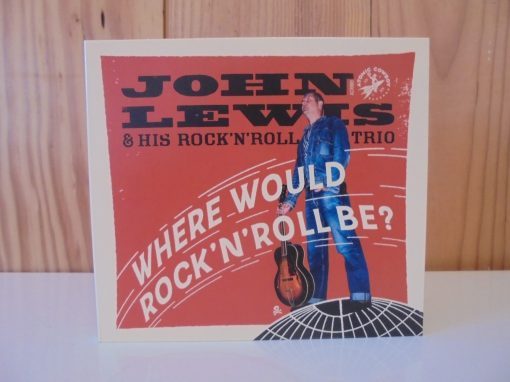 JOHN
LEWIS
& HIS ROCK'N'ROLL TRIO
WHERE WOULD
ROCK'N'ROLL BE?